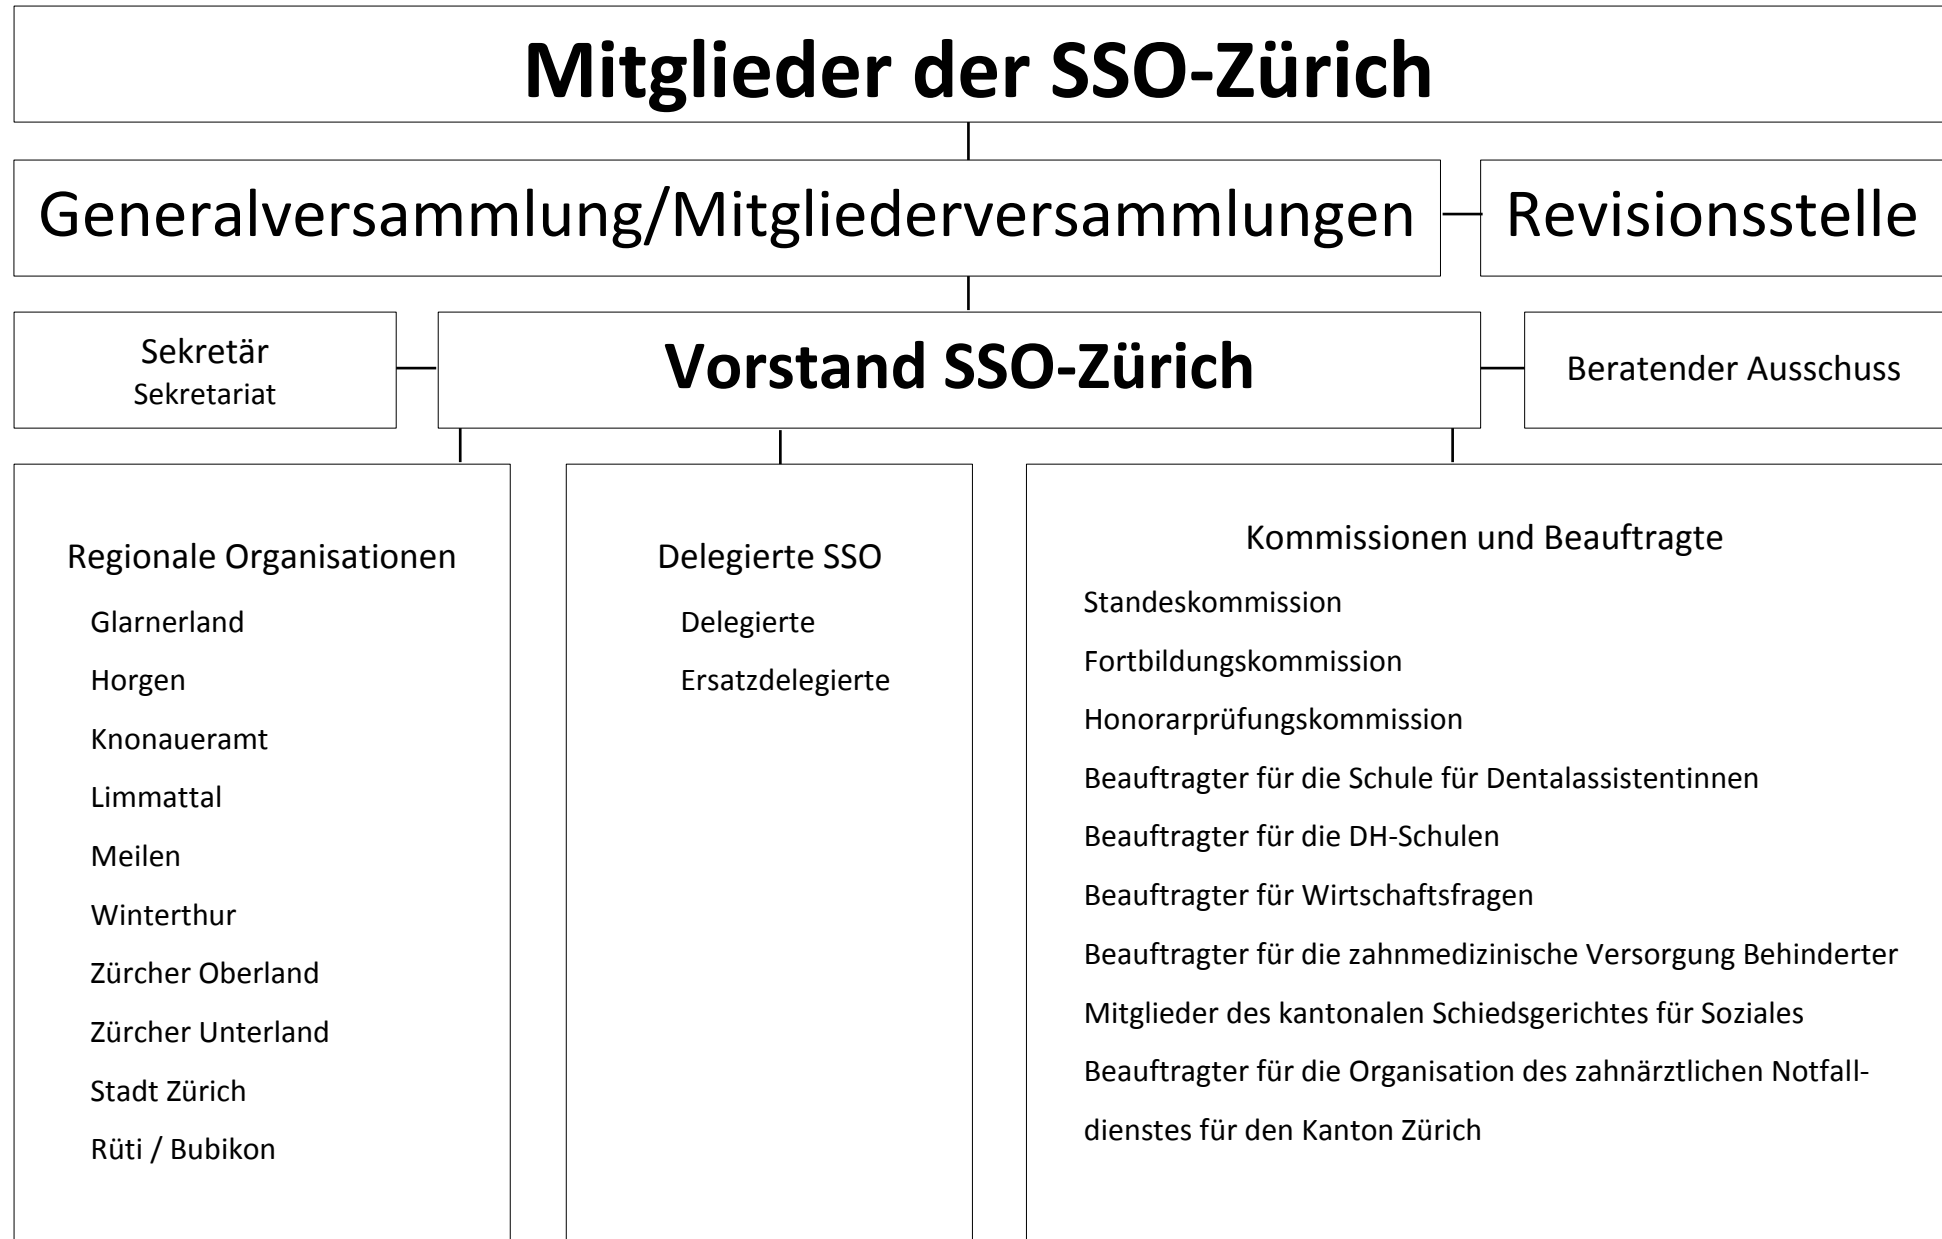 Mitglieder der SSO-Zürich
Generalversammlung/Mitgliederversammlungen
Revisionsstelle
Sekretär
Sekretariat
Vorstand SSO-Zürich
Beratender Ausschuss
Regionale Organisationen
Glarnerland
Horgen
Knonaueramt
Limmattal
Meilen
Winterthur
Zürcher Oberland
Zürcher Unterland
Stadt Zürich
Rüti / Bubikon
Delegierte SSO
Delegierte
Ersatzdelegierte
Kommissionen und Beauftragte
Standeskommission
Fortbildungskommission
Honorarprüfungskommission
Beauftragter für die Schule für Dentalassistentinnen
Beauftragter für die DH-Schulen
Beauftragter für Wirtschaftsfragen
Beauftragter für die zahnmedizinische Versorgung Behinderter
Mitglieder des kantonalen Schiedsgerichtes für Soziales
Beauftragter für die Organisation des zahnärztlichen Notfall-
dienstes für den Kanton Zürich